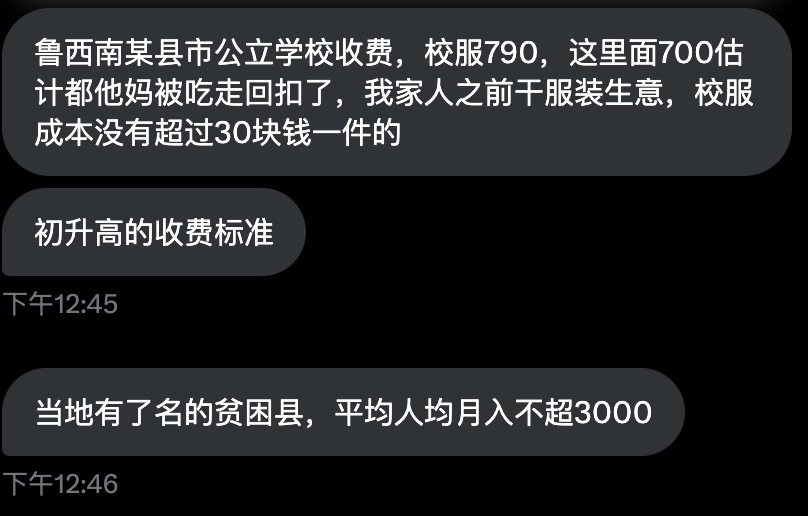 鲁西南某县市公立学校收费，校服790，这里面700估
计都他妈被吃走回扣了，我家人之前干服装生意，校服
成本没有超过30块钱一件的
初升高的收费标准
下午12:45
当地有了名的贫困县，平均人均月入不超3000
下午12:46